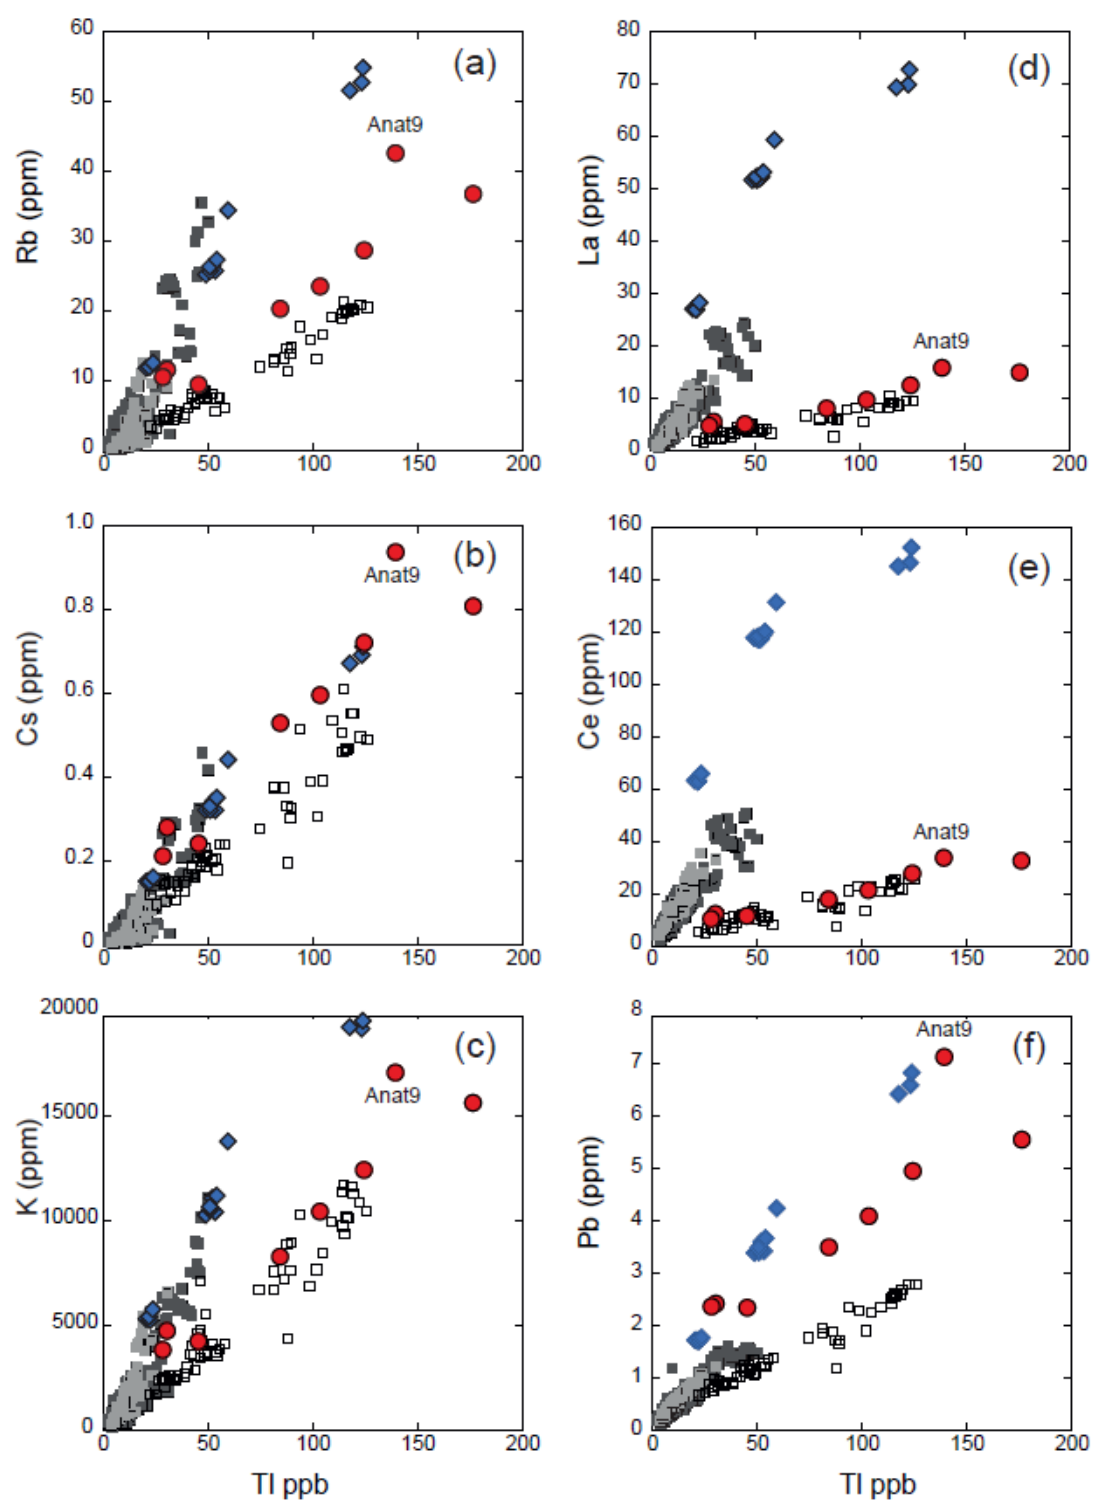 60
50
40
30
20
10
0
0 50 100 150 200
Rb (ppm)
(a)
Anat9
80
70
60
50
40
30
20
10
0
0 50 100 150 200
La (ppm)
(d)
Anat9
1.0
0.8
0.6
0.4
0.2
0
0 50 100 150 200
Cs (ppm)
(b)
Anat9
160
140
120
100
80
60
40
20
0
0 50 100 150 200
Ce (ppm)
(e)
Anat9
20000
15000
10000
5000
0
0 50 100 150 200
K (ppm)
(c)
Anat9
Tl ppb
8
7
6
5
4
3
2
1
0
0 50 100 150 200
Pb (ppm)
(f)
Anat9
Tl ppb